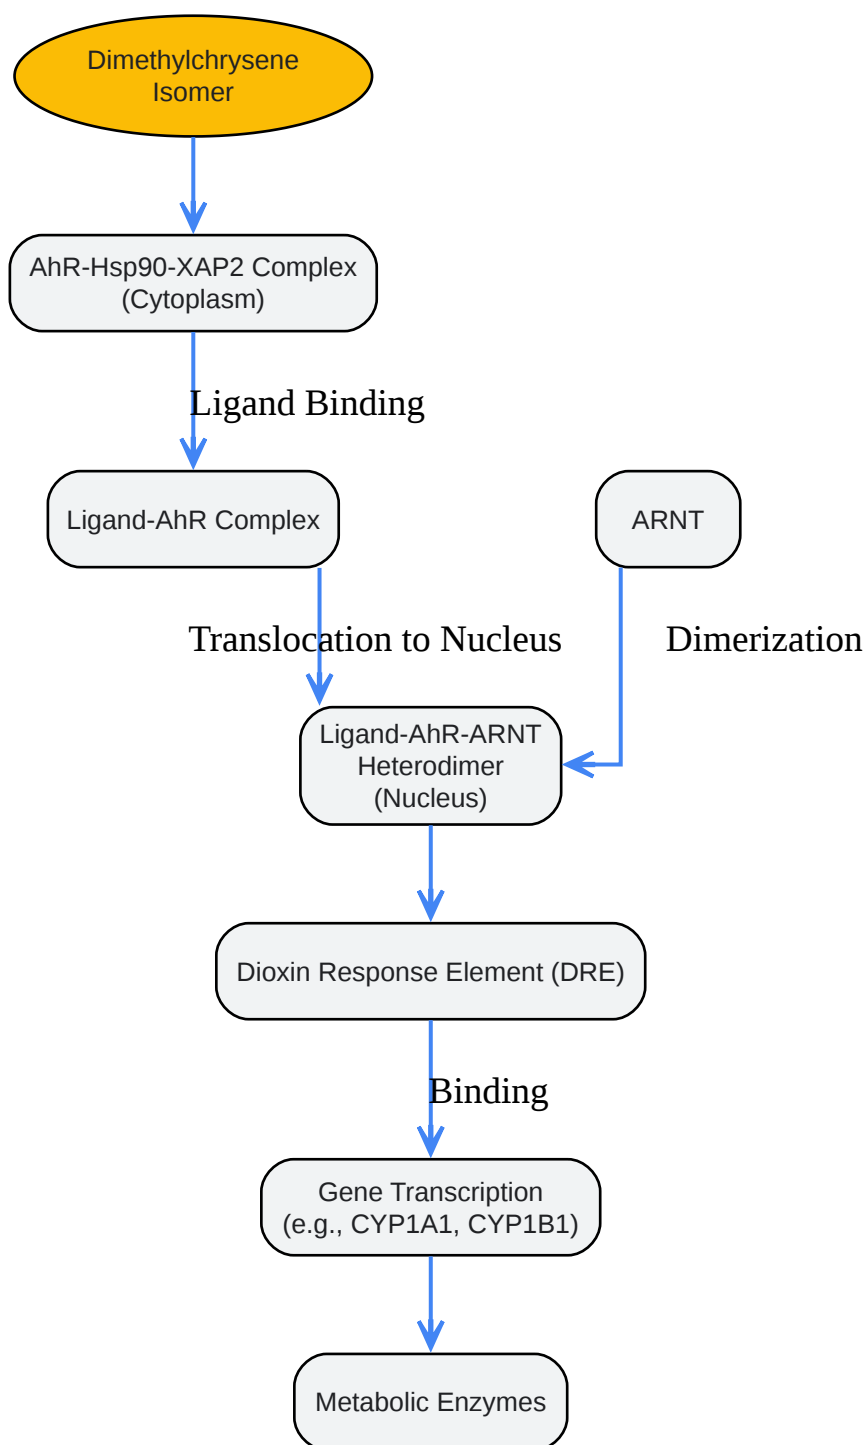 Dimethylchrysene
Isomer
AhR-Hsp90-XAP2 Complex
(Cytoplasm)
Ligand Binding
Ligand-AhR Complex
ARNT
Translocation to Nucleus
Dimerization
Ligand-AhR-ARNT
Heterodimer
(Nucleus)
Dioxin Response Element (DRE)
Binding
Gene Transcription
(e.g., CYP1A1, CYP1B1)
Metabolic Enzymes